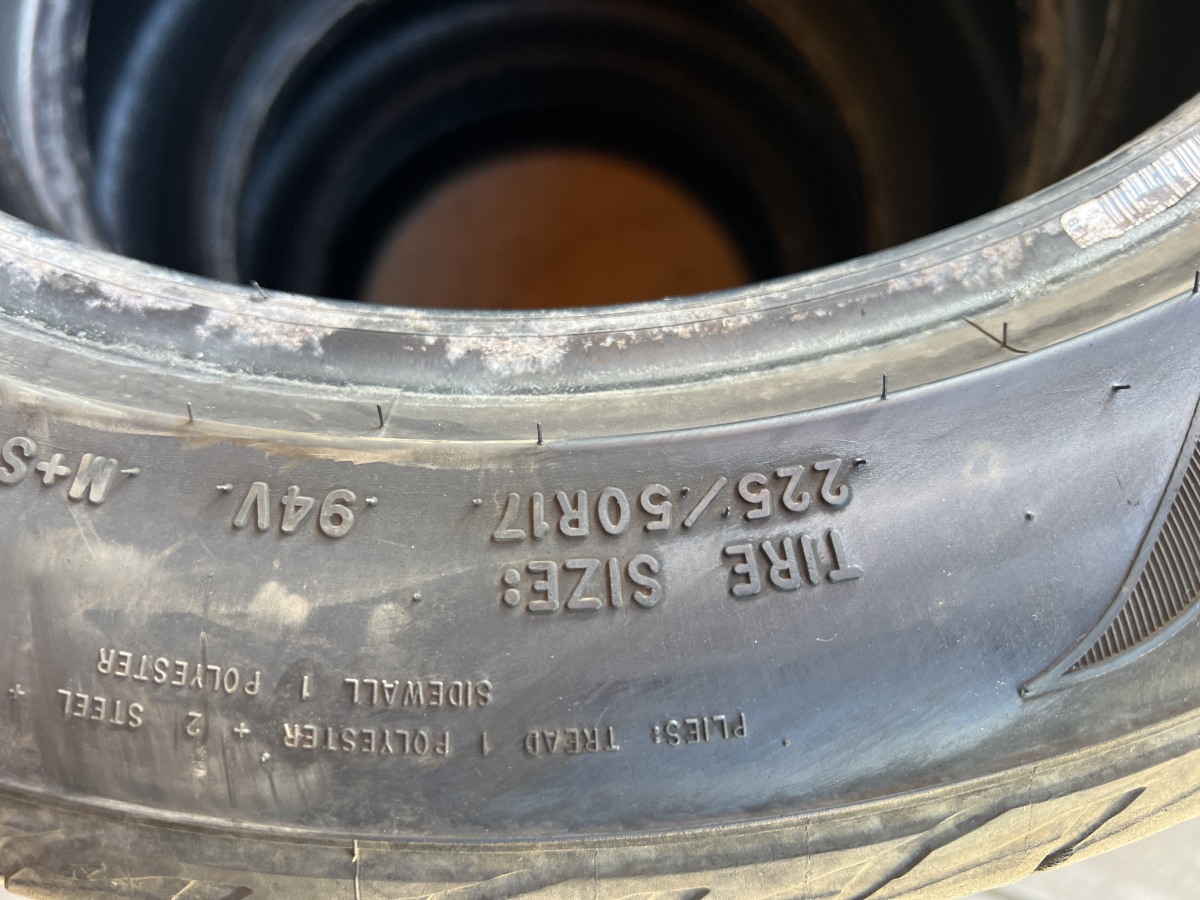 PLIES: TREAD 1 POLYESTER + 2 STEEL +
SIDEWALL 1 POLYESTER
TIRE SIZE:
225/50R17 94V M+S